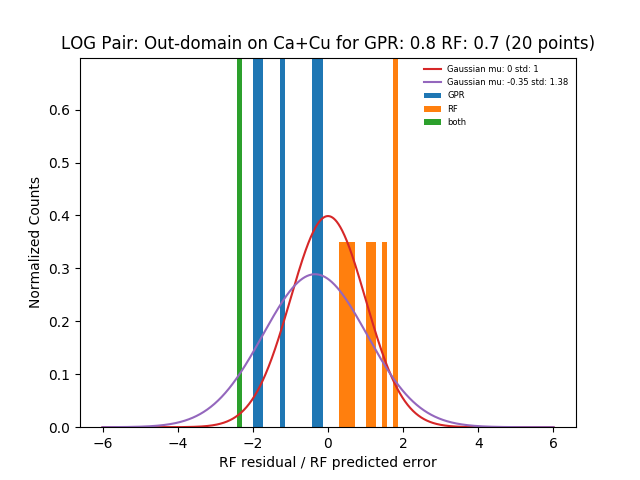 LOG Pair: Out-domain on Ca+Cu for GPR: 0.8 RF: 0.7 (20 points)
Gaussian mu: 0 std: 1
Gaussian mu: -0.35 std: 1.38
GPR
RF
both
Normalized Counts
0.6
0.5
0.4
0.3
0.2
0.1
0.0
−6 −4 −2 0 2 4 6
RF residual / RF predicted error